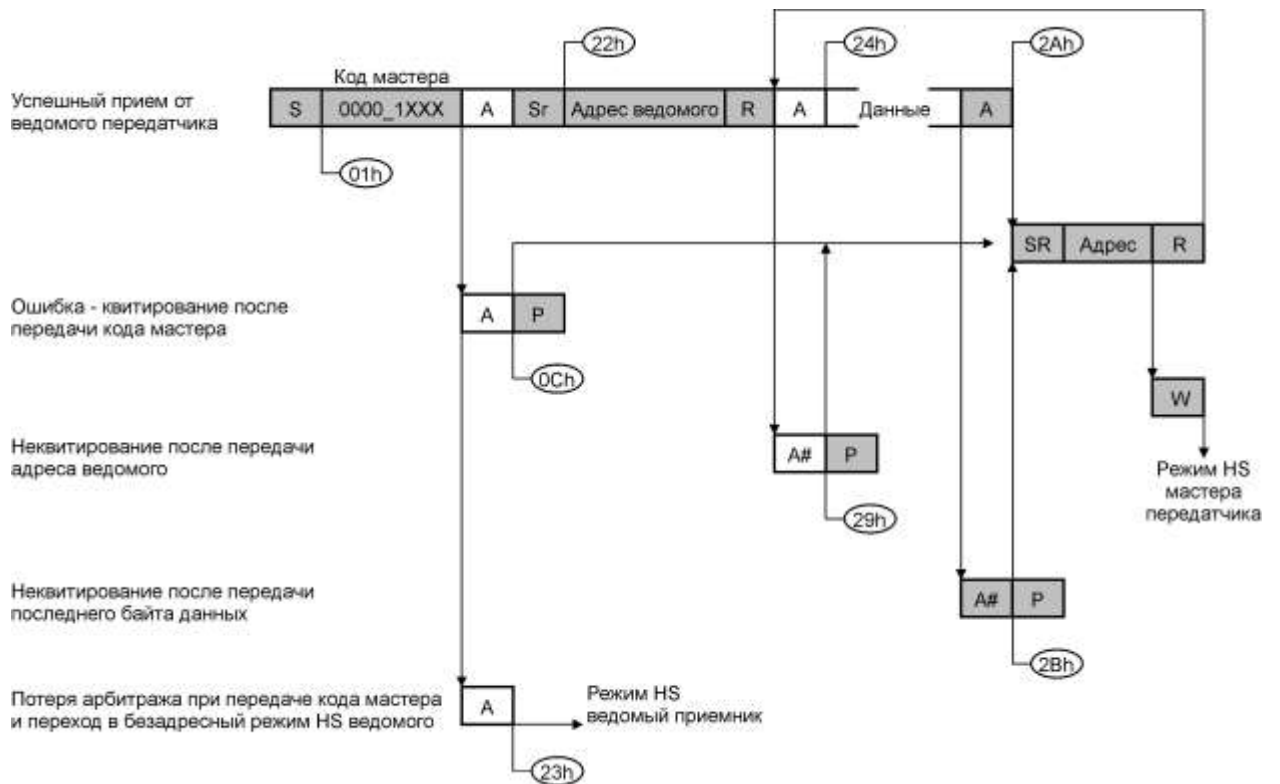 22h
24h
2Ah
Код мастера
Успешный прием от
ведомого передатчика
S 0000_1XXX A Sr Адрес ведомого R A Данные A
01h
SR Адрес R
Ошибка - квитирование после
передачи кода мастера
A P
0Ch
W
Неквитирование после передачи
адреса ведомого
A# P
Режим HS
мастера
передатчика
29h
Неквитирование после передачи
последнего байта данных
A# P
2Bh
Потеря арбитража при передаче кода мастера
и переход в безадресный режим HS ведомого
A
Режим HS
ведомый приемник
23h